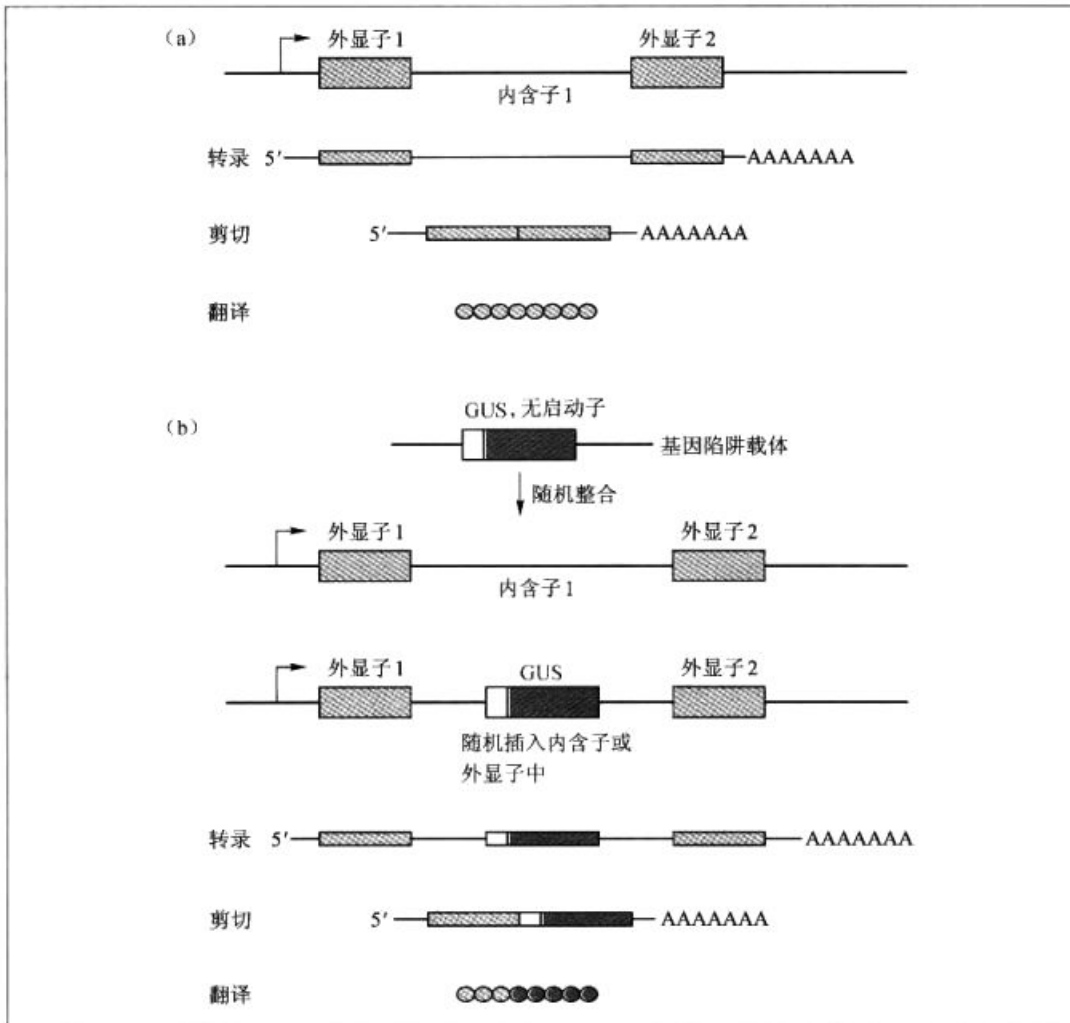 (a)
外显子1
外显子2
内含子1
转录 5′ AAAAAAA
剪切 5′ AAAAAAA
翻译
(b)
GUS，无启动子
基因陷阱载体
随机整合
外显子1
外显子2
内含子1
外显子1
GUS
外显子2
随机插入内含子或
外显子中
转录 5′ AAAAAAA
剪切 5′ AAAAAAA
翻译